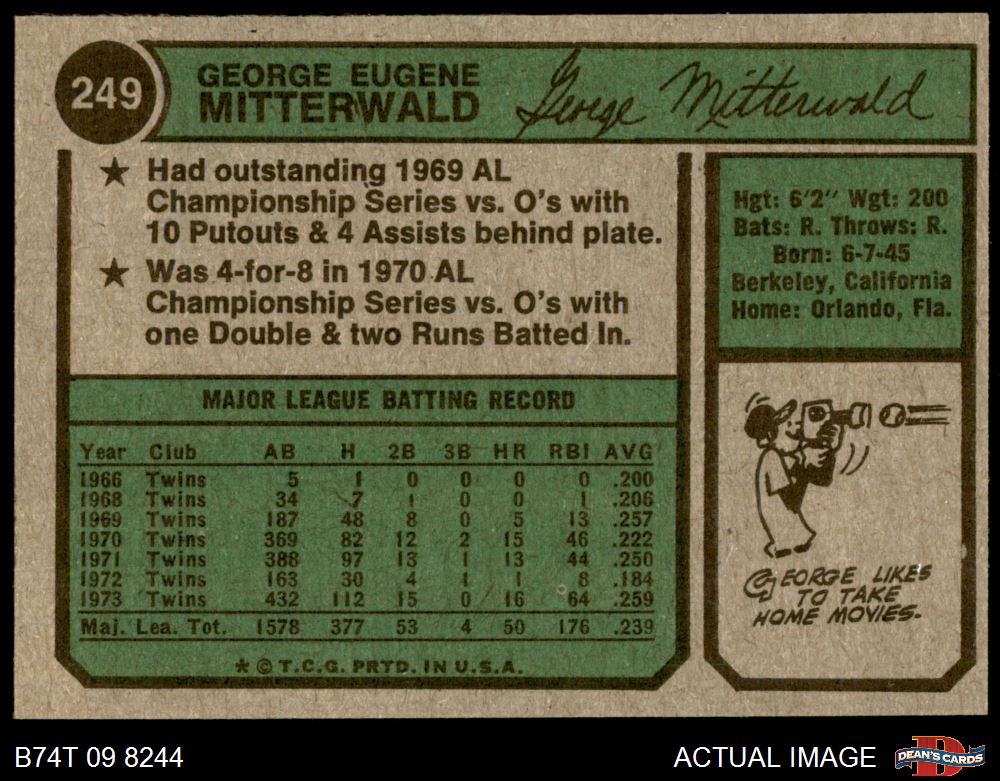 249
GEORGE EUGENE
MITTERWALD
George Mitterwald
★ Had outstanding 1969 AL
Championship Series vs. O's with
10 Putouts & 4 Assists behind plate.
★ Was 4-for-8 in 1970 AL
Championship Series vs. O's with
one Double & two Runs Batted In.
Hgt: 6'2" Wgt: 200
Bats: R. Throws: R.
Born: 6-7-45
Berkeley, California
Home: Orlando, Fla.
MAJOR LEAGUE BATTING RECORD
Year Club AB H 2B 3B HR RBI AVG
1966 Twins 5 1 0 0 0 0 .200
1968 Twins 34 7 1 0 0 1 .206
1969 Twins 187 48 8 0 5 13 .257
1970 Twins 369 82 12 2 15 46 .222
1971 Twins 388 97 13 1 13 44 .250
1972 Twins 163 30 4 1 1 8 .184
1973 Twins 432 112 15 0 16 64 .259
Maj. Lea. Tot. 1578 377 53 4 50 176 .239
* © T.C.G. PRTD. IN U.S.A.
GEORGE LIKES
TO TAKE
HOME MOVIES.
B74T 09 8244
ACTUAL IMAGE
D
DEAN'S CARDS